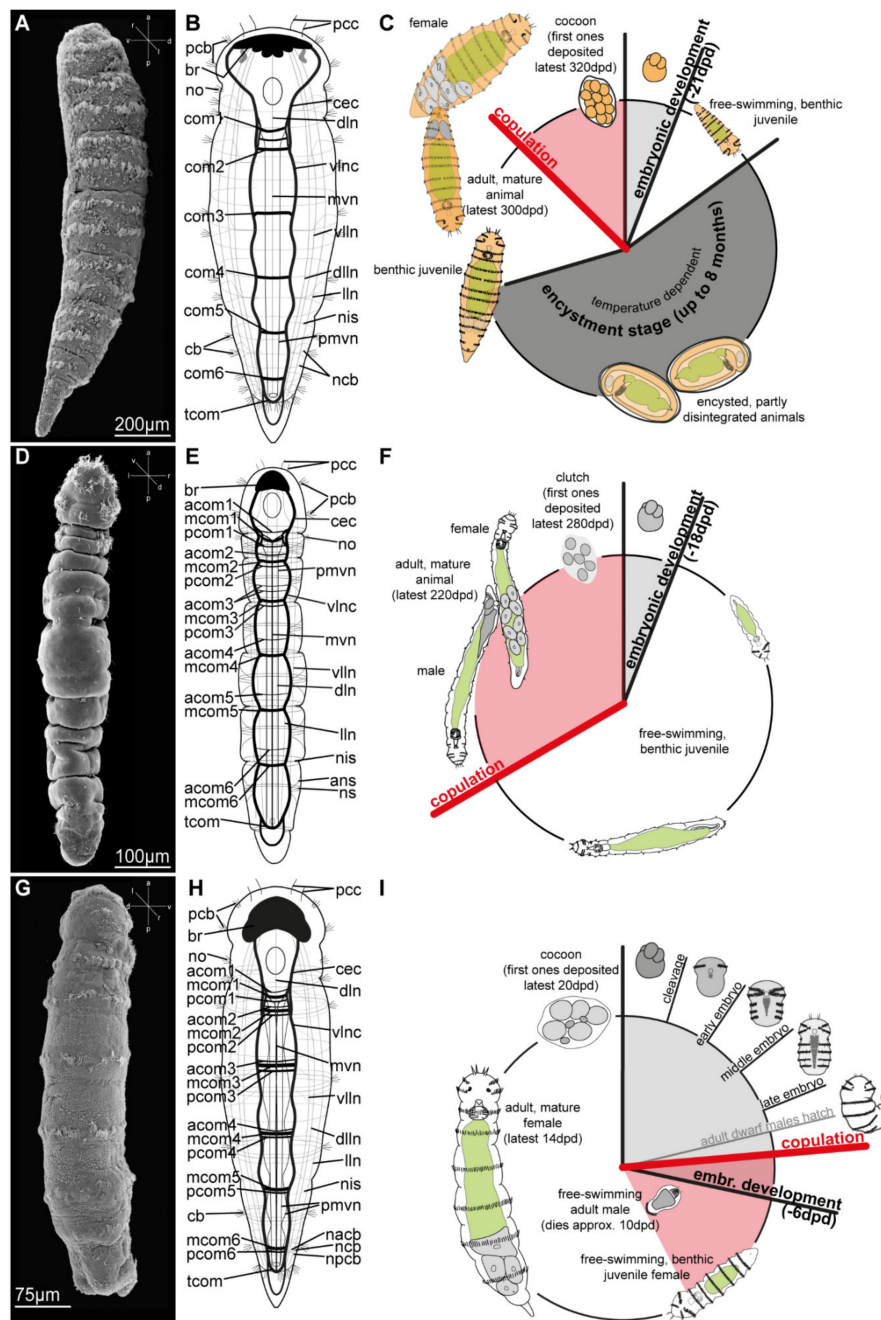 A
a
r
v
d
l
p
200µm
B
pcc
pcb
br
no
cec
com1
dln
com2
vlnc
mvn
com3
vlln
com4
dlln
lln
com5
nis
cb
pmvn
com6
ncb
tcom
C
female
cocoon
(first ones
deposited
latest 320dpd)
embryonic development
(-21dpd)
free-swimming, benthic
juvenile
copulation
adult, mature
animal
(latest 300dpd)
benthic juvenile
temperature dependent
encystment stage (up to 8 months)
encysted, partly
disintegrated animals
D
a
v
l
r
d
p
100µm
E
pcc
br
pcb
acom1
mcom1
cec
pcom1
no
acom2
mcom2
pmvn
pcom2
acom3
vlnc
mcom3
pcom3
mvn
acom4
mcom4
vlln
dln
acom5
mcom5
lln
nis
acom6
ans
mcom6
ns
tcom
F
clutch
(first ones
deposited
latest 280dpd)
female
adult, mature
animal
(latest 220dpd)
male
embryonic development
(-18dpd)
copulation
free-swimming,
benthic juvenile
G
a
l
d
v
r
p
75µm
H
pcc
pcb
br
no
cec
acom1
mcom1
dln
pcom1
acom2
vlnc
mcom2
pcom2
mvn
acom3
mcom3
pcom3
vlln
acom4
mcom4
dlln
pcom4
lln
mcom5
nis
pcom5
cb
pmvn
nacb
mcom6
ncb
pcom6
npcb
tcom
I
cocoon
(first ones deposited
latest 20dpd)
cleavage
early embryo
middle embryo
late embryo
adult dwarf males hatch
copulation
embr. development
(-6dpd)
adult, mature
female
(latest 14dpd)
free-swimming
adult male
(dies approx. 10dpd)
free-swimming, benthic
juvenile female